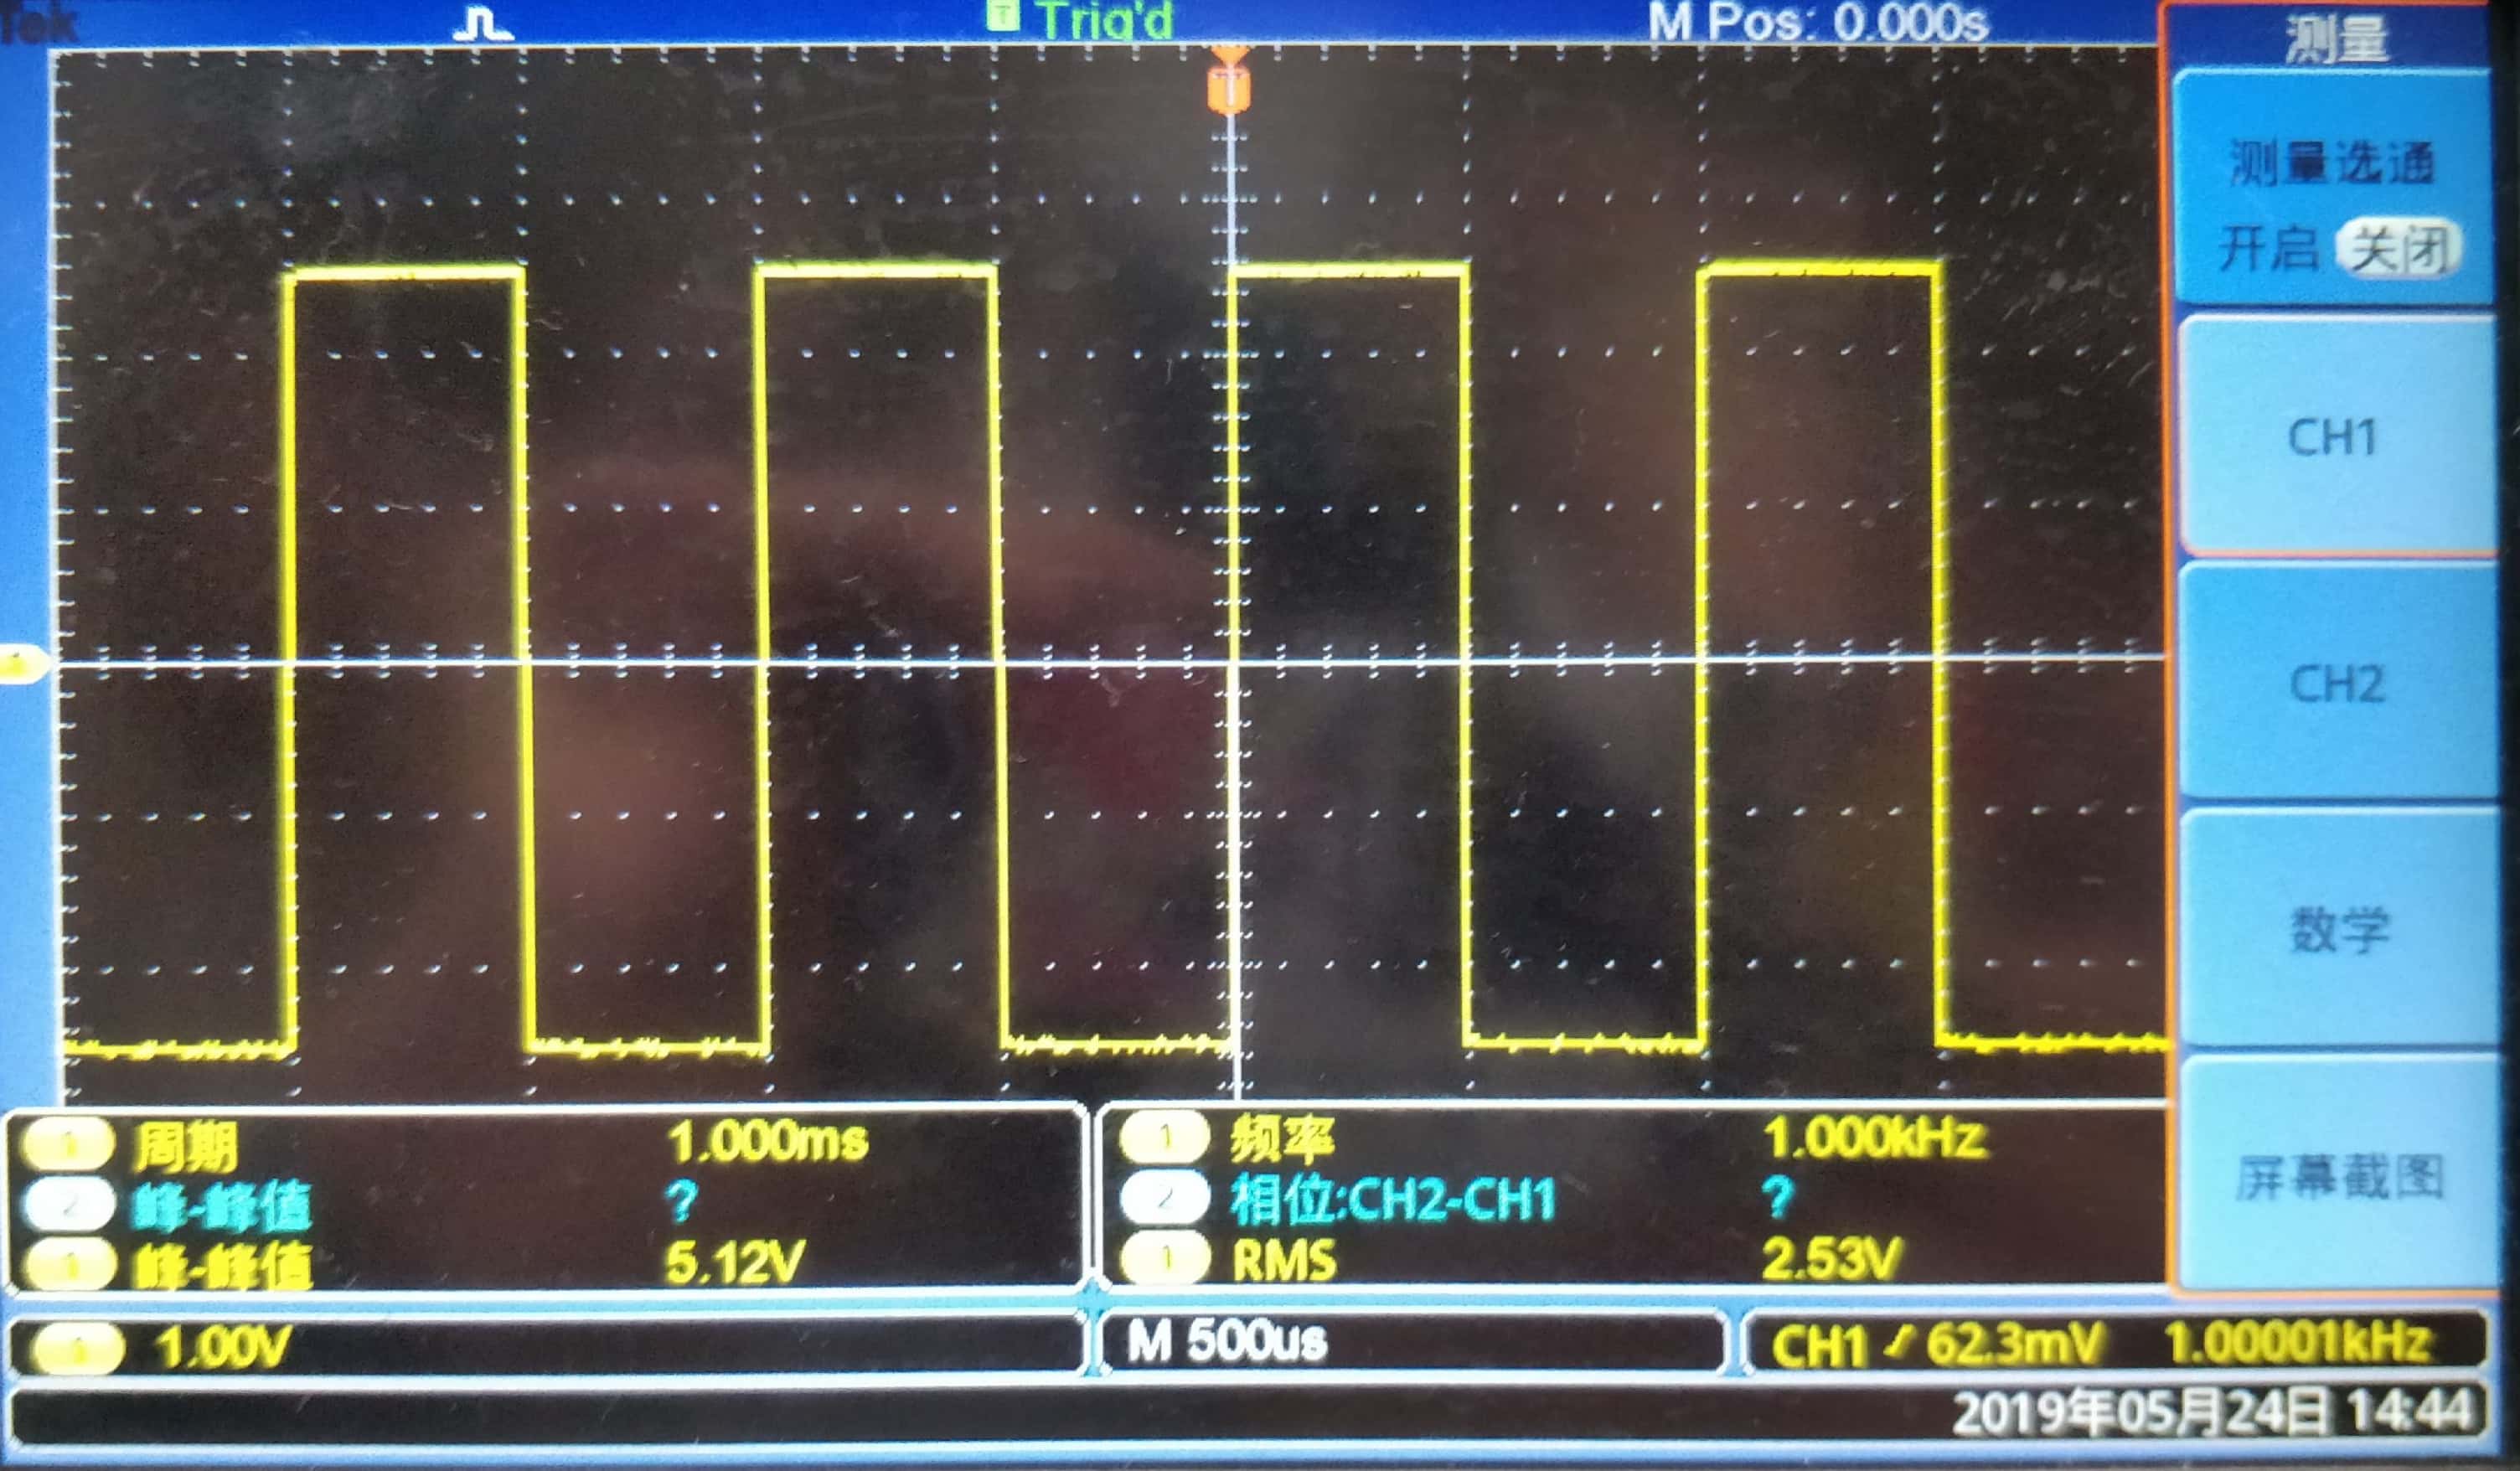 Tek
T Trig'd
M Pos: 0.000s
测量
T
测量选通
开启 关闭
CH1
CH2
数学
屏幕截图
1 周期 1.000ms
2 峰-峰值 ?
1 峰-峰值 5.12V
1 频率 1.000kHz
2 相位:CH2-CH1 ?
1 RMS 2.53V
1 1.00V
M 500us
CH1 62.3mV 1.00001kHz
2019年05月24日 14:44